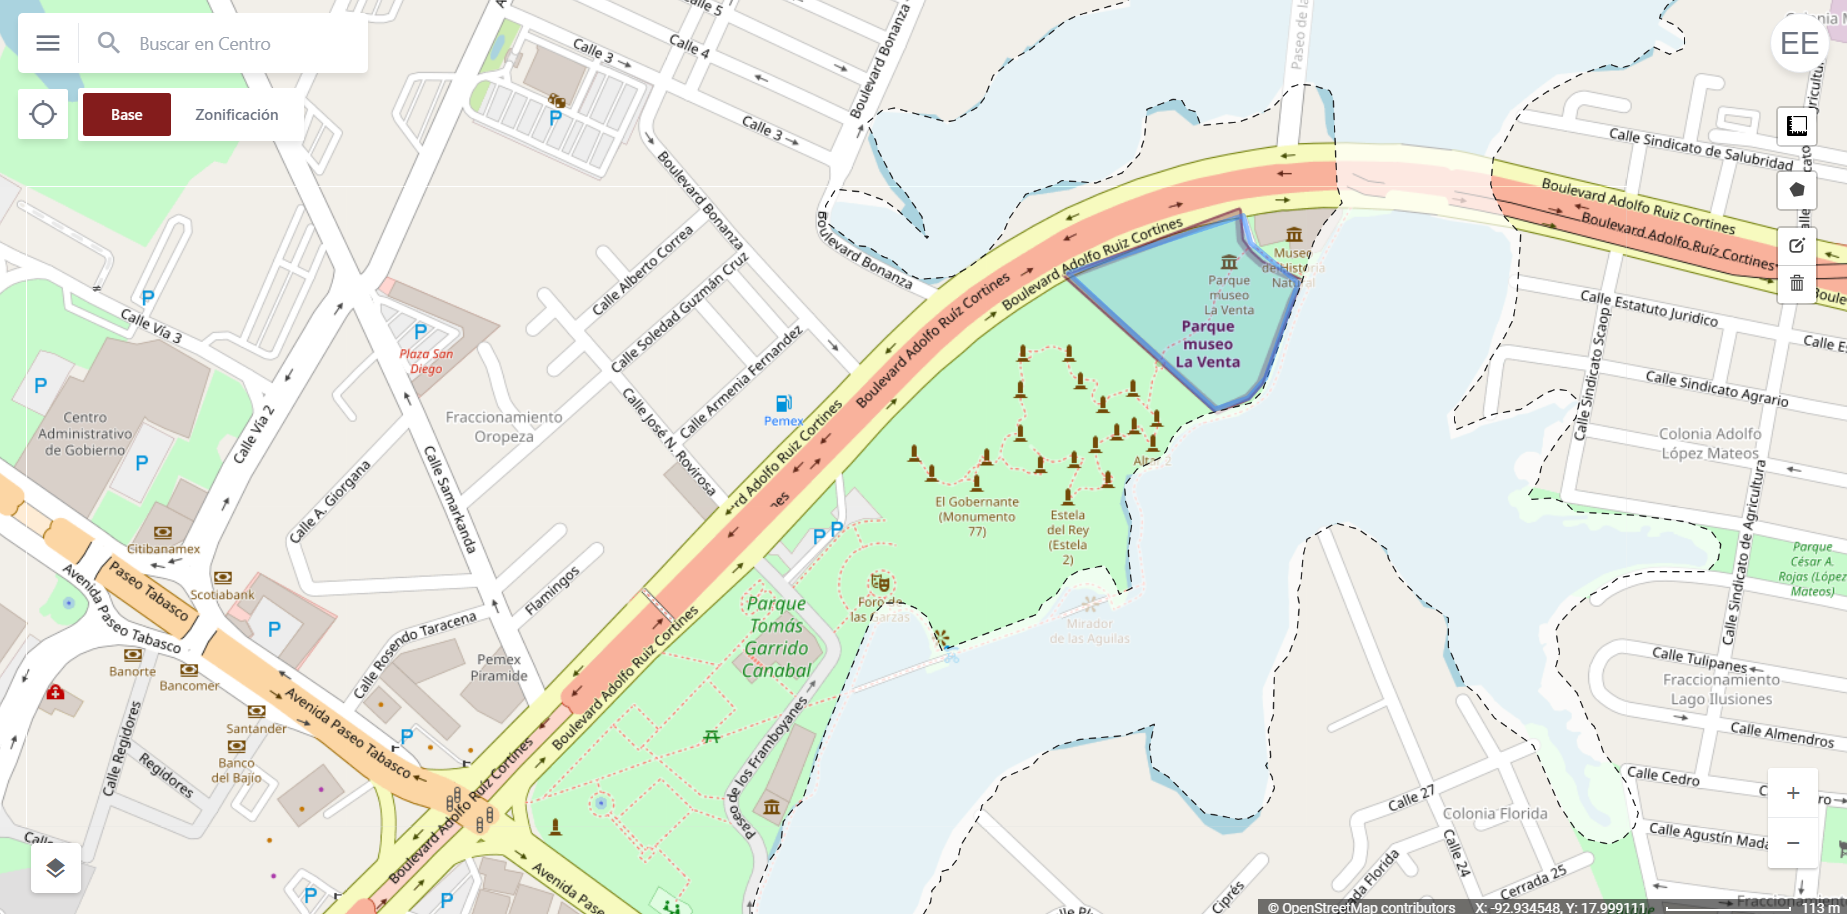 Buscar en Centro
EE
Base
Zonificación
Calle 5
Calle 4
Calle 3
Calle 3
Boulevard Bonanza
Paseo de la
Boulevard Bonanza
Boulevard Bonanza
Calle Alberto Correa
Calle Soledad Guzmán Cruz
Calle Armenia Fernandez
Calle José N. Rovirosa
Boulevard Adolfo Ruiz Cortines
Boulevard Adolfo Ruiz Cortines
Boulevard Adolfo Ruiz Cortines
Boulevard Adolfo Ruíz Cortines
Calle Sindicato de Salubridad
Calle Estatuto Juridico
Calle Sindicato Scaop
Calle Sindicato Agrario
Calle Sindicato de Agricultura
Colonia Adolfo
López Mateos
Museo
de Historia
Natural
Parque
museo
La Venta
Parque
museo
La Venta
P
Calle Vía 3
P
Plaza San
Diego
P
Centro
Administrativo
de Gobierno
P
Calle Vía 2
Fraccionamiento
Oropeza
Pemex
Calle A. Giorgana
Calle Samarkanda
ard Adolfo Ruiz Cortines
El Gobernante
(Monumento
77)
Estela
del Rey
(Estela
2)
Altar 2
P
P
Foro de
las Garzas
Mirador
de las Aguilas
Citibanamex
Scotiabank
Paseo Tabasco
Avenida Paseo Tabasco
P
Flamingos
Calle Rosendo Taracena
Pemex
Piramide
Parque
Tomás
Garrido
Canabal
Banorte
Bancomer
Santander
Banco
del Bajío
Calle Regidores
Regidores
Avenida Paseo Tabasco
P
Boulevard Adolfo Ruiz Cortines
Boulevard Adolfo Ruíz Cortines
Paseo de los Framboyanes
Avenida Pase
P
P
Parque
César A.
Rojas (López
Mateos)
Calle Tulipanes
Fraccionamiento
Lago Ilusiones
Calle Almendros
Calle Cedro
Calle 27
Colonia Florida
Calle Agustín Mada
Calle 24
Cerrada 25
ada Florida
Ciprés
© OpenStreetMap contributors
X: -92.934548, Y: 17.999111
113 m